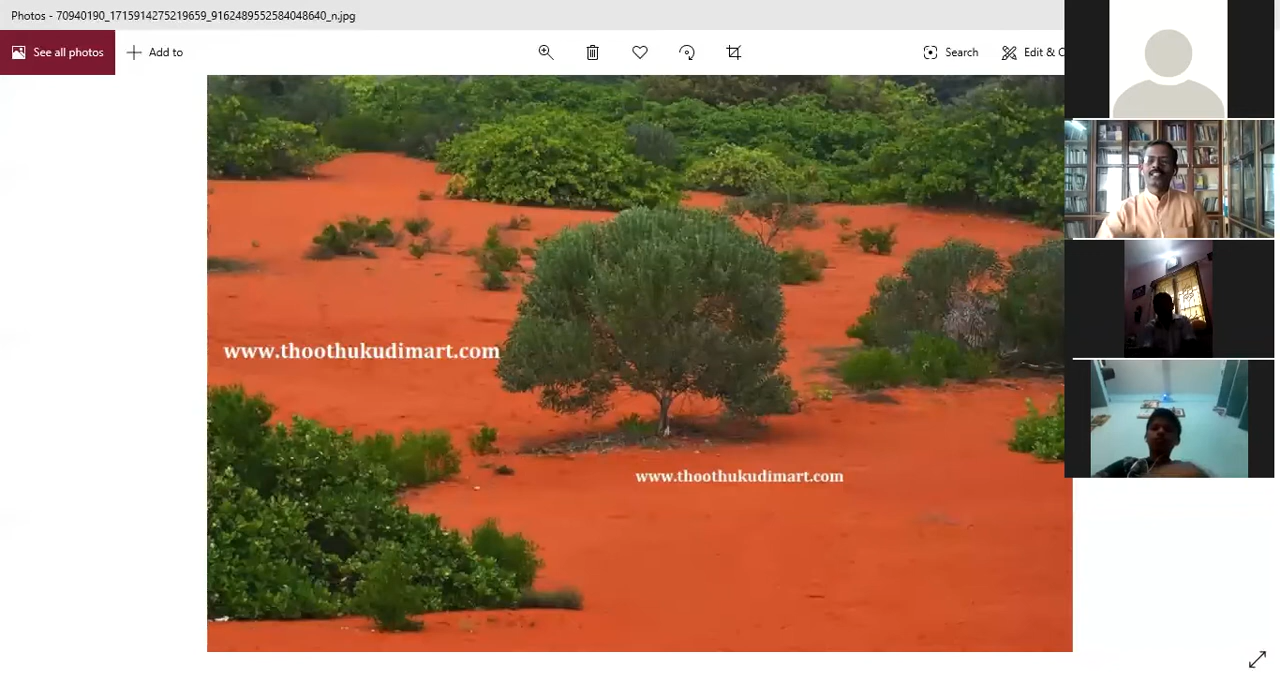 Photos - 70940190_1715914275219659_9162489552584048640_n.jpg
See all photos
Add to
Search
Edit & C
www.thoothukudimart.com
www.thoothukudimart.com